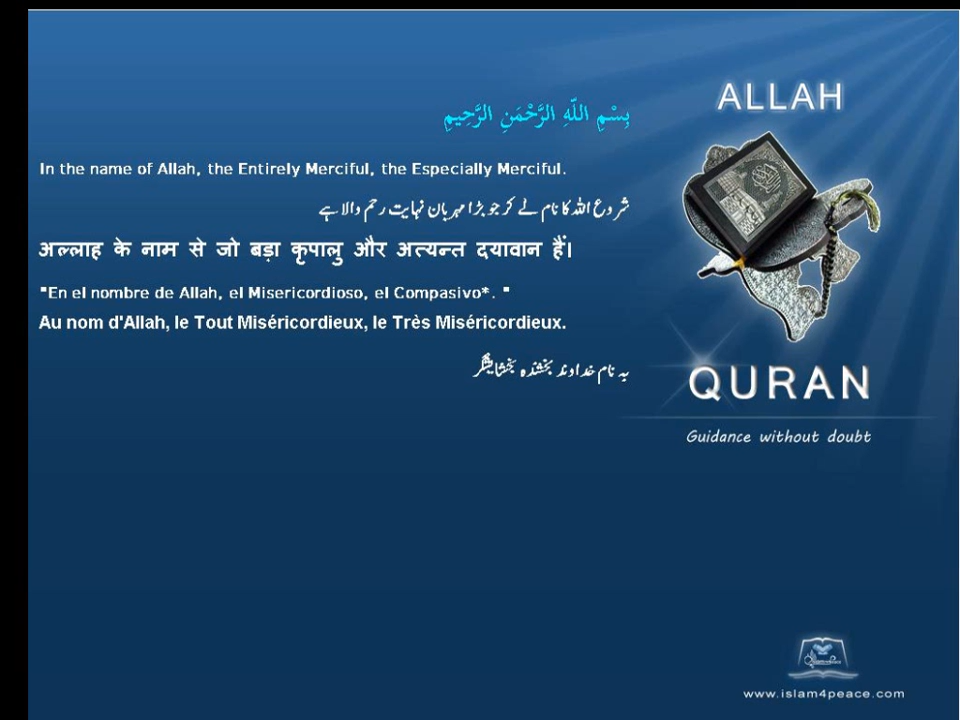 بِسْمِ اللّهِ الرَّحْمَنِ الرَّحِيمِ
In the name of Allah, the Entirely Merciful, the Especially Merciful.
شروع الله کا نام لے کر جو بڑا مہربان نہایت رحم والا ہے
अल्लाह के नाम से जो बड़ा कृपालु और अत्यन्त दयावान हैं।
"En el nombre de Allah, el Misericordioso, el Compasivo*. "
Au nom d'Allah, le Tout Miséricordieux, le Très Miséricordieux.
به نام خداوند بخشنده بخشایشگر
ALLAH
QURAN
Guidance without doubt
www.islam4peace.com